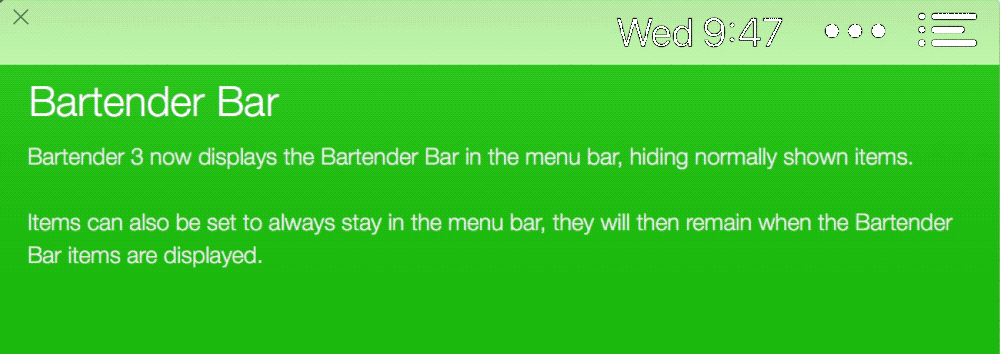 Wed 9:47
Bartender Bar
Bartender 3 now displays the Bartender Bar in the menu bar, hiding normally shown items.
Items can also be set to always stay in the menu bar, they will then remain when the Bartender
Bar items are displayed.